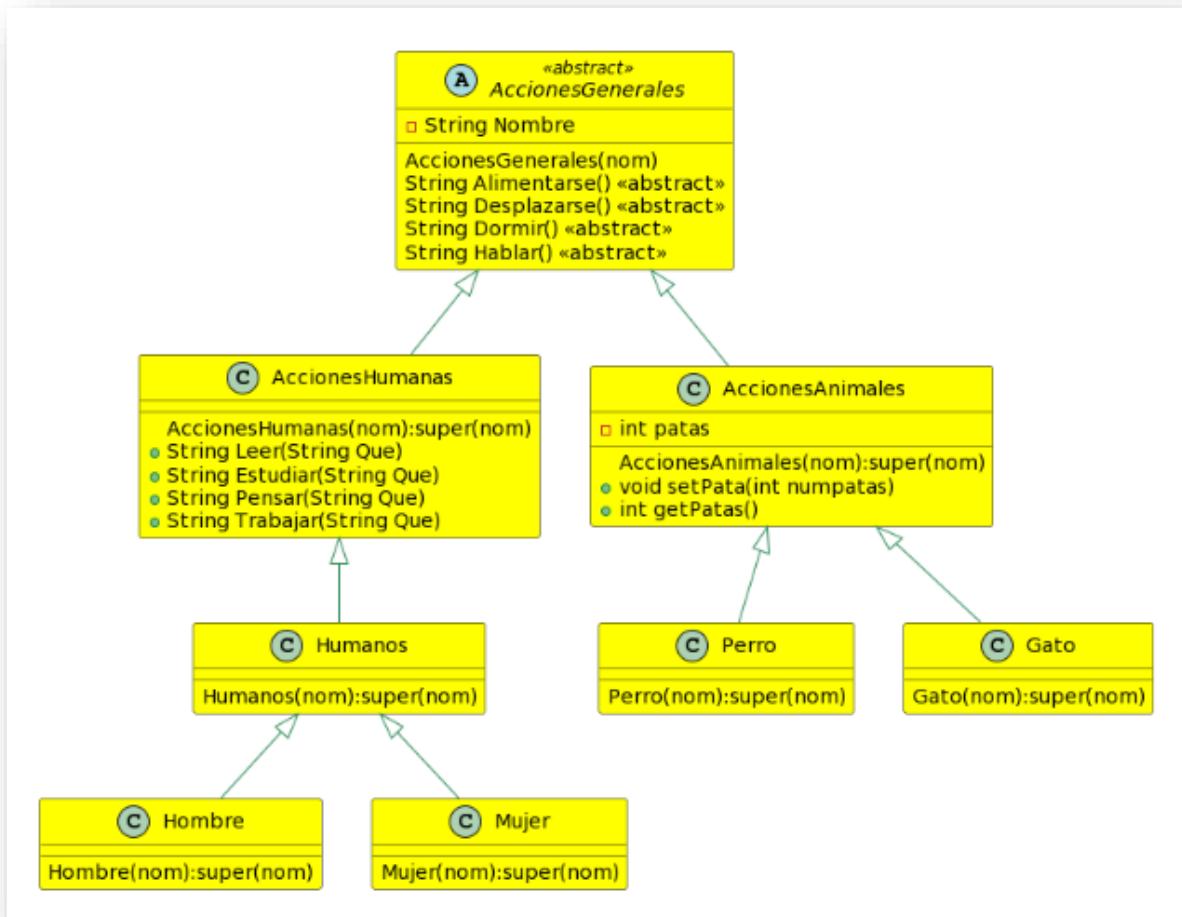 A «abstract»
AccionesGenerales
String Nombre
AccionesGenerales(nom)
String Alimentarse() «abstract»
String Desplazarse() «abstract»
String Dormir() «abstract»
String Hablar() «abstract»
C AccionesHumanas
AccionesHumanas(nom):super(nom)
String Leer(String Que)
String Estudiar(String Que)
String Pensar(String Que)
String Trabajar(String Que)
C AccionesAnimales
int patas
AccionesAnimales(nom):super(nom)
void setPata(int numpatas)
int getPatas()
C Humanos
Humanos(nom):super(nom)
C Perro
Perro(nom):super(nom)
C Gato
Gato(nom):super(nom)
C Hombre
Hombre(nom):super(nom)
C Mujer
Mujer(nom):super(nom)